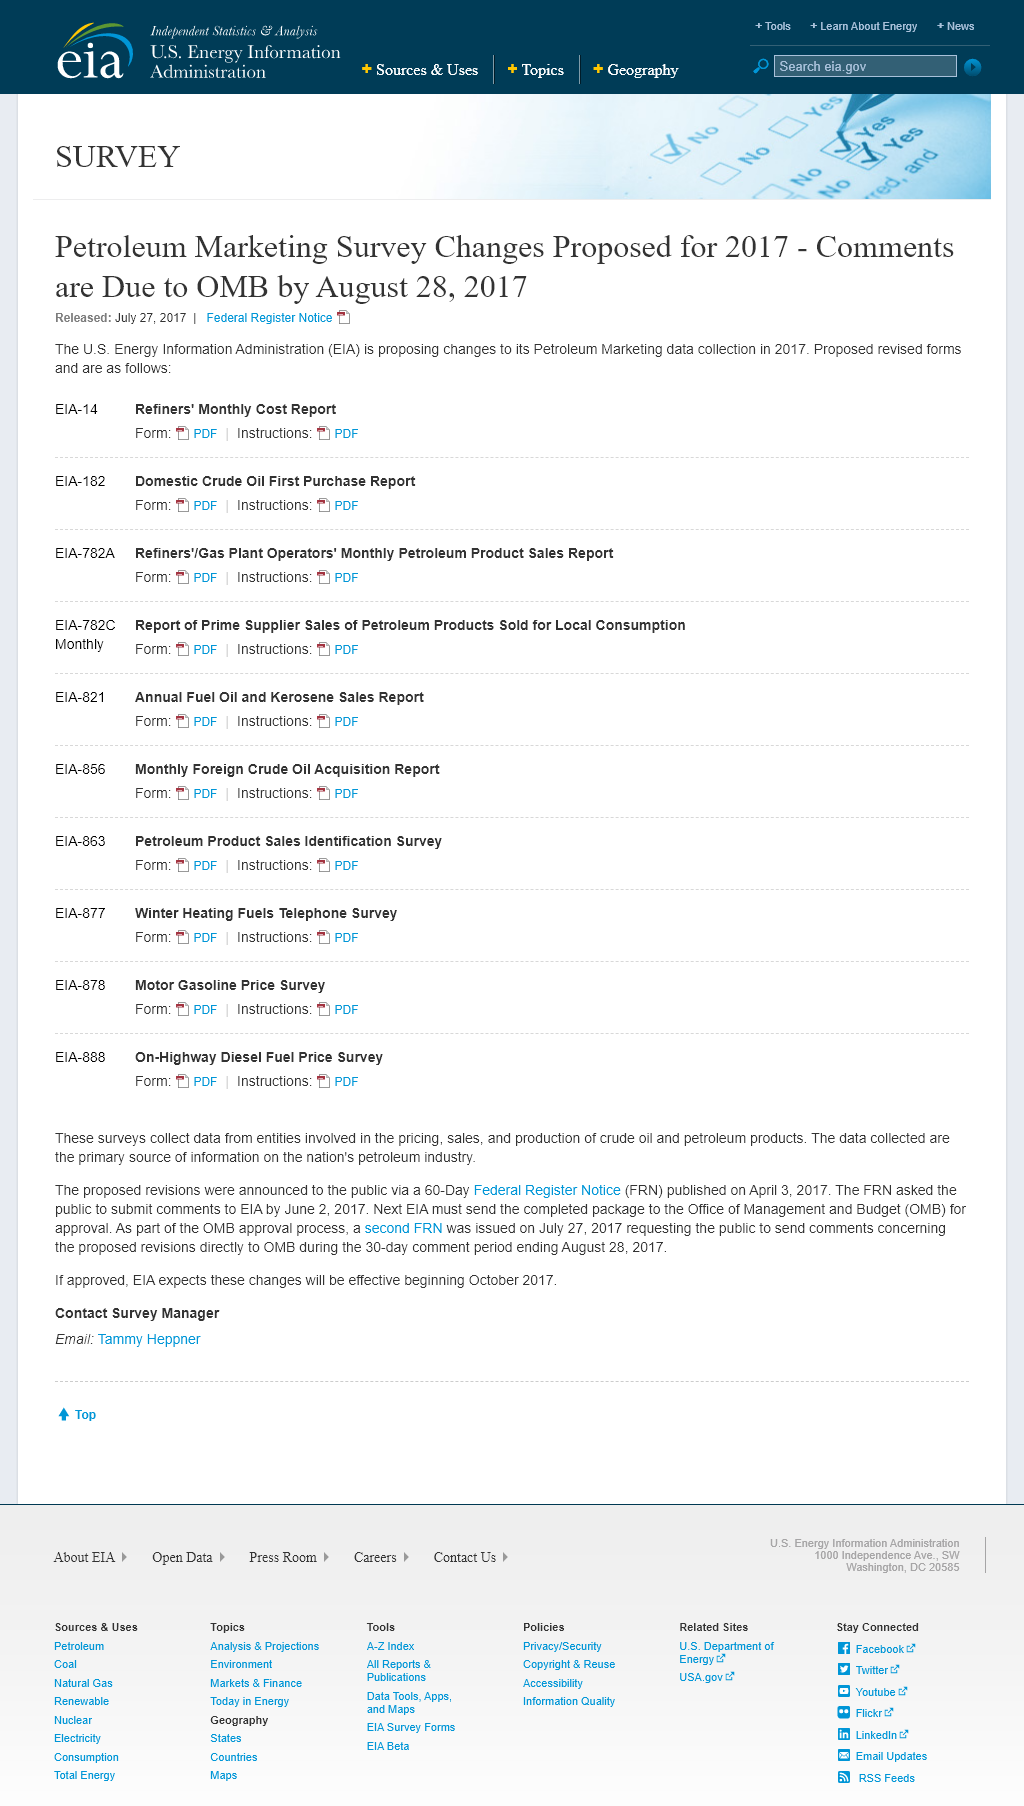 eia
Independent Statistics & Analysis
U.S. Energy Information
Administration
+ Sources & Uses
+ Topics
+ Geography
+ Tools
+ Learn About Energy
+ News
Search eia.gov
SURVEY
No
Yes
No
Yes
No
Yes
No
rred, and
Petroleum Marketing Survey Changes Proposed for 2017 - Comments
are Due to OMB by August 28, 2017
Released: July 27, 2017 | Federal Register Notice
The U.S. Energy Information Administration (EIA) is proposing changes to its Petroleum Marketing data collection in 2017. Proposed revised forms
and are as follows:
EIA-14 Refiners' Monthly Cost Report
Form: PDF | Instructions: PDF
EIA-182 Domestic Crude Oil First Purchase Report
Form: PDF | Instructions: PDF
EIA-782A Refiners'/Gas Plant Operators' Monthly Petroleum Product Sales Report
Form: PDF | Instructions: PDF
EIA-782C Report of Prime Supplier Sales of Petroleum Products Sold for Local Consumption
Monthly Form: PDF | Instructions: PDF
EIA-821 Annual Fuel Oil and Kerosene Sales Report
Form: PDF | Instructions: PDF
EIA-856 Monthly Foreign Crude Oil Acquisition Report
Form: PDF | Instructions: PDF
EIA-863 Petroleum Product Sales Identification Survey
Form: PDF | Instructions: PDF
EIA-877 Winter Heating Fuels Telephone Survey
Form: PDF | Instructions: PDF
EIA-878 Motor Gasoline Price Survey
Form: PDF | Instructions: PDF
EIA-888 On-Highway Diesel Fuel Price Survey
Form: PDF | Instructions: PDF
These surveys collect data from entities involved in the pricing, sales, and production of crude oil and petroleum products. The data collected are
the primary source of information on the nation's petroleum industry.
The proposed revisions were announced to the public via a 60-Day Federal Register Notice (FRN) published on April 3, 2017. The FRN asked the
public to submit comments to EIA by June 2, 2017. Next EIA must send the completed package to the Office of Management and Budget (OMB) for
approval. As part of the OMB approval process, a second FRN was issued on July 27, 2017 requesting the public to send comments concerning
the proposed revisions directly to OMB during the 30-day comment period ending August 28, 2017.
If approved, EIA expects these changes will be effective beginning October 2017.
Contact Survey Manager
Email: Tammy Heppner
Top
About EIA
Open Data
Press Room
Careers
Contact Us
U.S. Energy Information Administration
1000 Independence Ave., SW
Washington, DC 20585
Sources & Uses
Petroleum
Coal
Natural Gas
Renewable
Nuclear
Electricity
Consumption
Total Energy
Topics
Analysis & Projections
Environment
Markets & Finance
Today in Energy
Geography
States
Countries
Maps
Tools
A-Z Index
All Reports &
Publications
Data Tools, Apps,
and Maps
EIA Survey Forms
EIA Beta
Policies
Privacy/Security
Copyright & Reuse
Accessibility
Information Quality
Related Sites
U.S. Department of
Energy
USA.gov
Stay Connected
Facebook
Twitter
Youtube
Flickr
LinkedIn
Email Updates
RSS Feeds